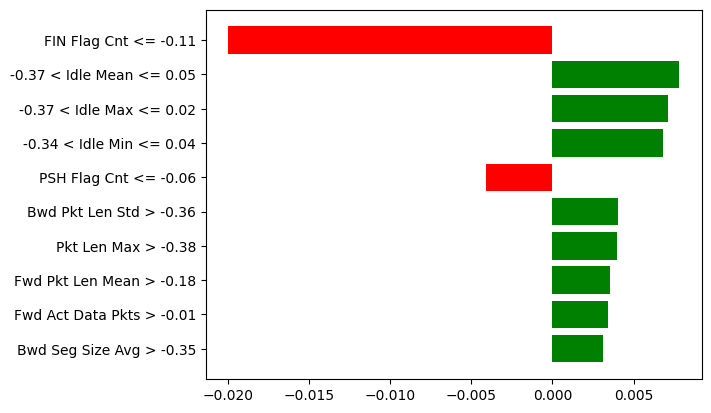 FIN Flag Cnt <= -0.11
-0.37 < Idle Mean <= 0.05
-0.37 < Idle Max <= 0.02
-0.34 < Idle Min <= 0.04
PSH Flag Cnt <= -0.06
Bwd Pkt Len Std > -0.36
Pkt Len Max > -0.38
Fwd Pkt Len Mean > -0.18
Fwd Act Data Pkts > -0.01
Bwd Seg Size Avg > -0.35
−0.020 −0.015 −0.010 −0.005 0.000 0.005